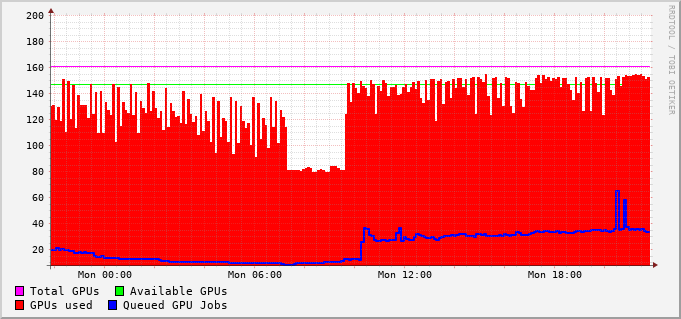 200
180
160
140
120
100
80
60
40
20
Mon 00:00 Mon 06:00 Mon 12:00 Mon 18:00
Total GPUs Available GPUs
GPUs used Queued GPU Jobs
RRDTOOL / TOBI OETIKER